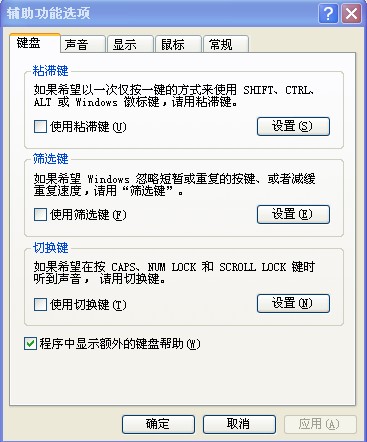 辅助功能选项
键盘 声音 显示 鼠标 常规
粘滞键
如果希望以一次仅按一键的方式来使用 SHIFT、CTRL、
ALT 或 Windows 徽标键，请用粘滞键。
使用粘滞键(U) 设置(S)
筛选键
如果希望 Windows 忽略短暂或重复的按键、或者减缓
重复速度，请用“筛选键”。
使用筛选键(F) 设置(E)
切换键
如果希望在按 CAPS、NUM LOCK 和 SCROLL LOCK 键时
听到声音，请用切换键。
使用切换键(T) 设置(N)
程序中显示额外的键盘帮助(W)
确定 取消 应用(A)